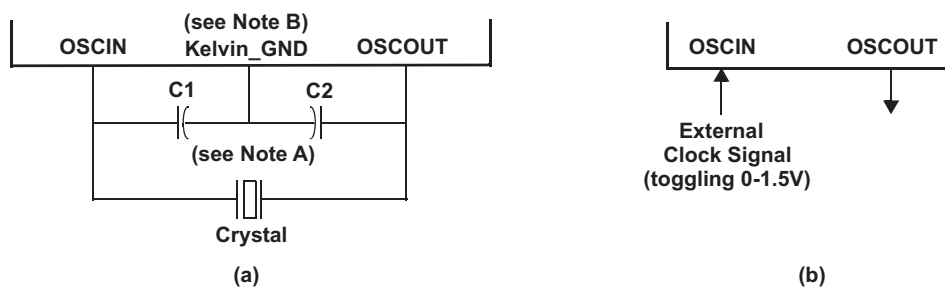 (see Note B)
OSCIN Kelvin_GND OSCOUT
C1 C2
(see Note A)
Crystal
(a)
OSCIN OSCOUT
External
Clock Signal
(toggling 0-1.5V)
(b)